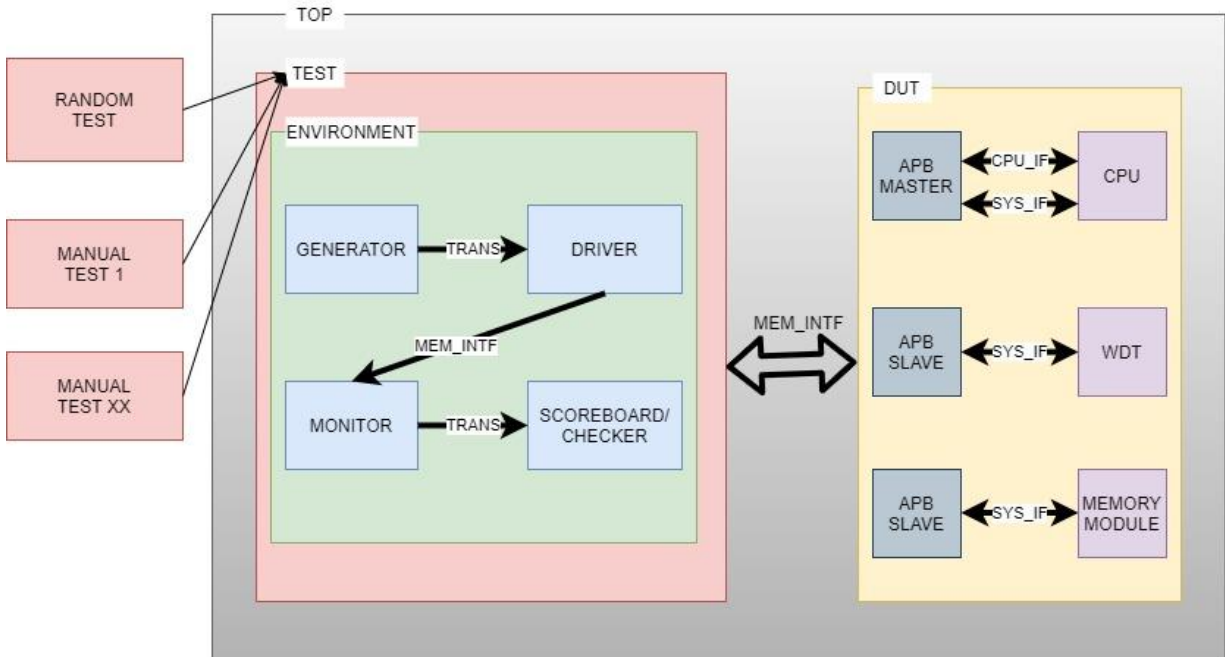 TOP
RANDOM
TEST
MANUAL
TEST 1
MANUAL
TEST XX
TEST
ENVIRONMENT
GENERATOR
TRANS
DRIVER
MEM_INTF
MONITOR
TRANS
SCOREBOARD/
CHECKER
MEM_INTF
DUT
APB
MASTER
CPU_IF
SYS_IF
CPU
APB
SLAVE
SYS_IF
WDT
APB
SLAVE
SYS_IF
MEMORY
MODULE